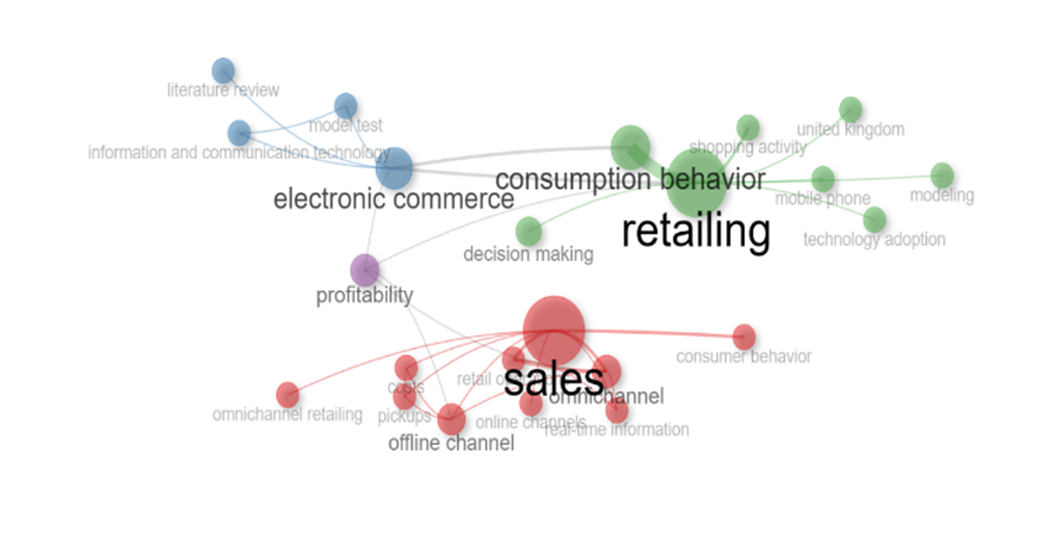 literature review
model test
united kingdom
shopping activity
information and communication technology
consumption behavior
electronic commerce
mobile phone
modeling
retailing
technology adoption
decision making
profitability
consumer behavior
costs
retail
sales
omnichannel
omnichannel retailing
pickups
online channels
real-time information
offline channel